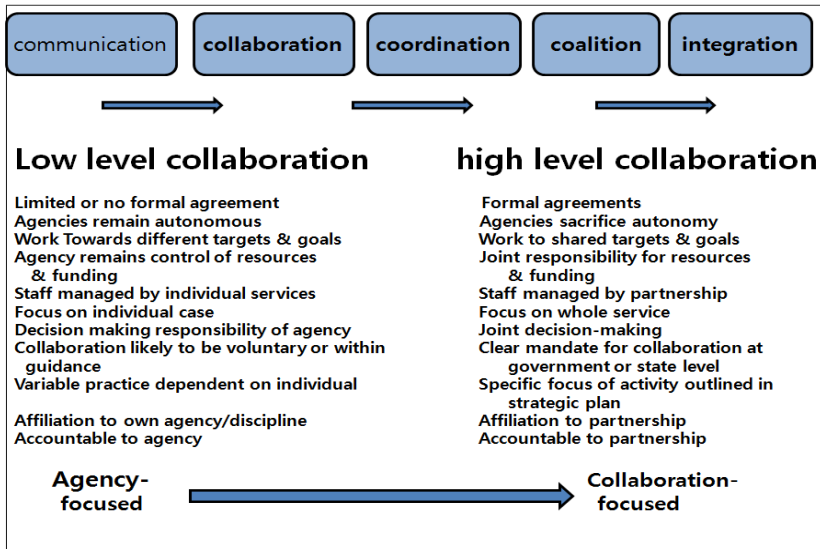 communication
collaboration
coordination
coalition
integration
Low level collaboration
Limited or no formal agreement
Agencies remain autonomous
Work Towards different targets & goals
Agency remains control of resources
& funding
Staff managed by individual services
Focus on individual case
Decision making responsibility of agency
Collaboration likely to be voluntary or within
guidance
Variable practice dependent on individual
Affiliation to own agency/discipline
Accountable to agency
high level collaboration
Formal agreements
Agencies sacrifice autonomy
Work to shared targets & goals
Joint responsibility for resources
& funding
Staff managed by partnership
Focus on whole service
Joint decision-making
Clear mandate for collaboration at
government or state level
Specific focus of activity outlined in
strategic plan
Affiliation to partnership
Accountable to partnership
Agency-
focused
Collaboration-
focused